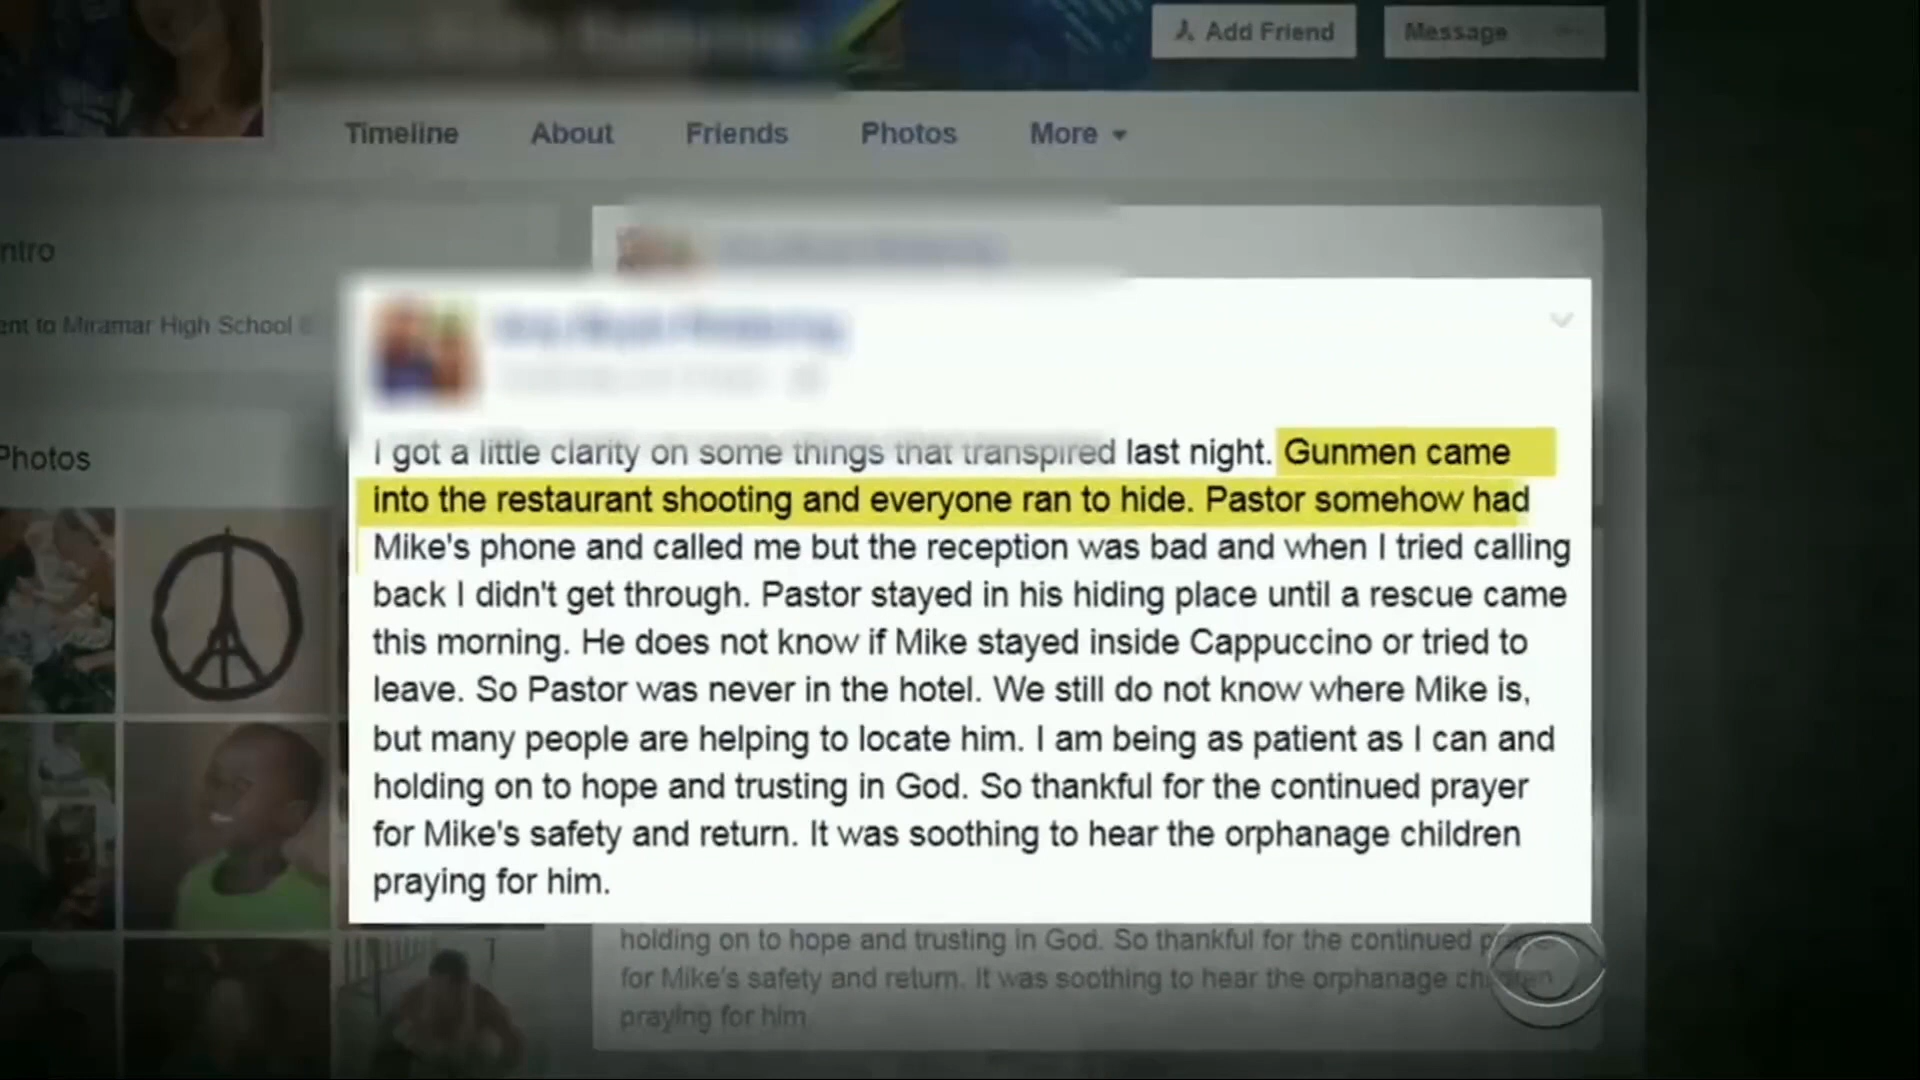 Add Friend
Message
Timeline
About
Friends
Photos
More
ntro
ent to Miramar High School
Photos
I got a little clarity on some things that transpired last night. Gunmen came
into the restaurant shooting and everyone ran to hide. Pastor somehow had
Mike's phone and called me but the reception was bad and when I tried calling
back I didn't get through. Pastor stayed in his hiding place until a rescue came
this morning. He does not know if Mike stayed inside Cappuccino or tried to
leave. So Pastor was never in the hotel. We still do not know where Mike is,
but many people are helping to locate him. I am being as patient as I can and
holding on to hope and trusting in God. So thankful for the continued prayer
for Mike's safety and return. It was soothing to hear the orphanage children
praying for him.
holding on to hope and trusting in God. So thankful for the continued
for Mike's safety and return. It was soothing to hear the orphanage
praying for him